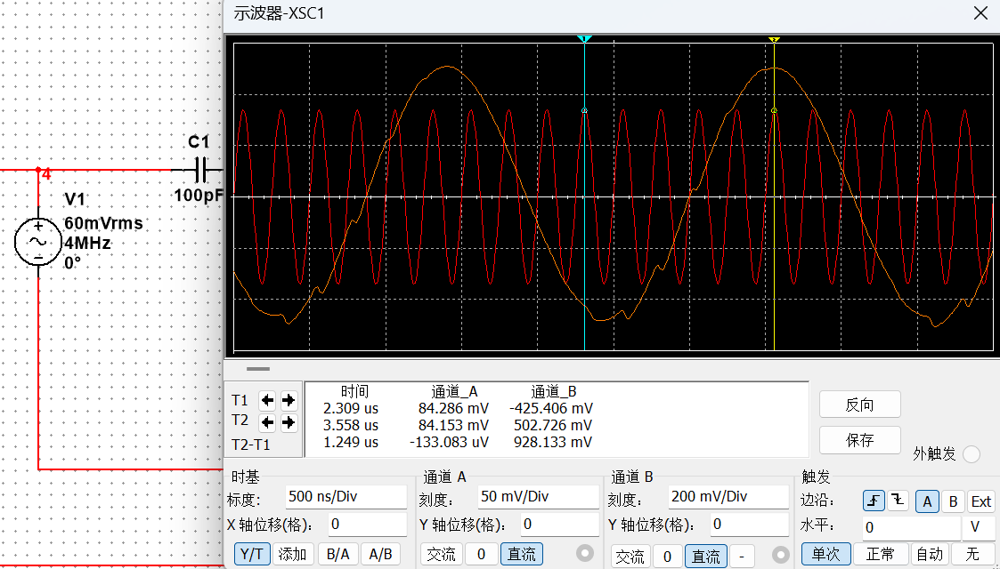 示波器-XSC1
C1
4
100pF
V1
60mVrms
4MHz
0°
时间 通道_A 通道_B
T1 2.309 us 84.286 mV -425.406 mV
T2 3.558 us 84.153 mV 502.726 mV
T2-T1 1.249 us -133.083 uV 928.133 mV
反向
保存
外触发
时基 通道 A 通道 B 触发
标度: 500 ns/Div 刻度: 50 mV/Div 刻度: 200 mV/Div 边沿: A B Ext
X 轴位移(格): 0 Y 轴位移(格): 0 Y 轴位移(格): 0 水平: 0 V
Y/T 添加 B/A A/B 交流 0 直流 交流 0 直流 - 单次 正常 自动 无